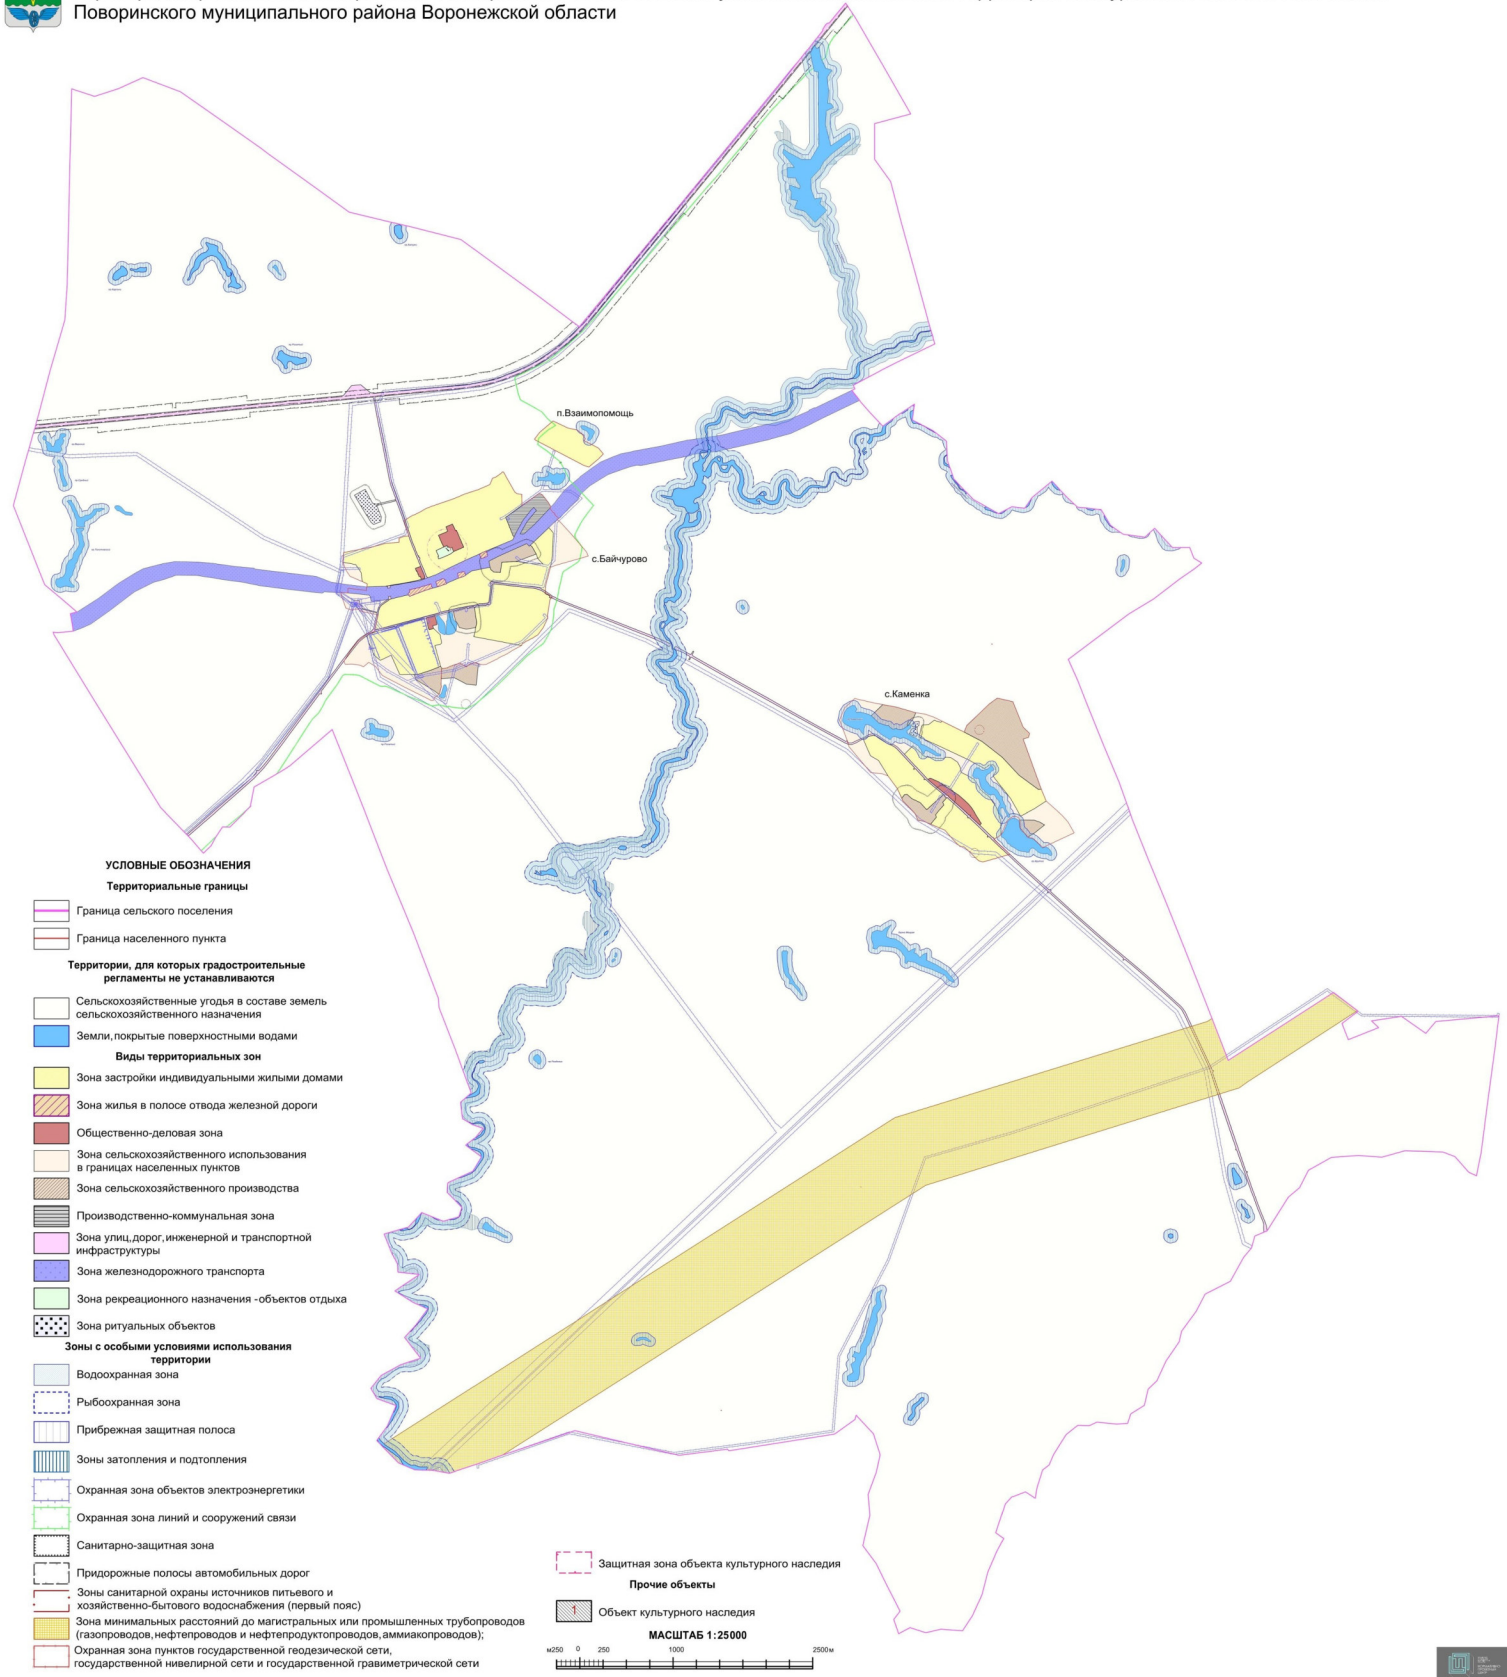 Поворинского муниципального района Воронежской области
п.Взаимопомощь
с.Байчурово
с.Каменка
УСЛОВНЫЕ ОБОЗНАЧЕНИЯ
Территориальные границы
Граница сельского поселения
Граница населенного пункта
Территории, для которых градостроительные
регламенты не устанавливаются
Сельскохозяйственные угодья в составе земель
сельскохозяйственного назначения
Земли, покрытые поверхностными водами
Виды территориальных зон
Зона застройки индивидуальными жилыми домами
Зона жилья в полосе отвода железной дороги
Общественно-деловая зона
Зона сельскохозяйственного использования
в границах населенных пунктов
Зона сельскохозяйственного производства
Производственно-коммунальная зона
Зона улиц, дорог, инженерной и транспортной
инфраструктуры
Зона железнодорожного транспорта
Зона рекреационного назначения -объектов отдыха
Зона ритуальных объектов
Зоны с особыми условиями использования
территории
Водоохранная зона
Рыбоохранная зона
Прибрежная защитная полоса
Зоны затопления и подтопления
Охранная зона объектов электроэнергетики
Охранная зона линий и сооружений связи
Санитарно-защитная зона
Придорожные полосы автомобильных дорог
Зоны санитарной охраны источников питьевого и
хозяйственно-бытового водоснабжения (первый пояс)
Зона минимальных расстояний до магистральных или промышленных трубопроводов
(газопроводов, нефтепроводов и нефтепродуктопроводов, аммиакопроводов);
Охранная зона пунктов государственной геодезической сети,
государственной нивелирной сети и государственной гравиметрической сети
Защитная зона объекта культурного наследия
Прочие объекты
1 Объект культурного наследия
МАСШТАБ 1:25000
м250 0 250 1000 2500м